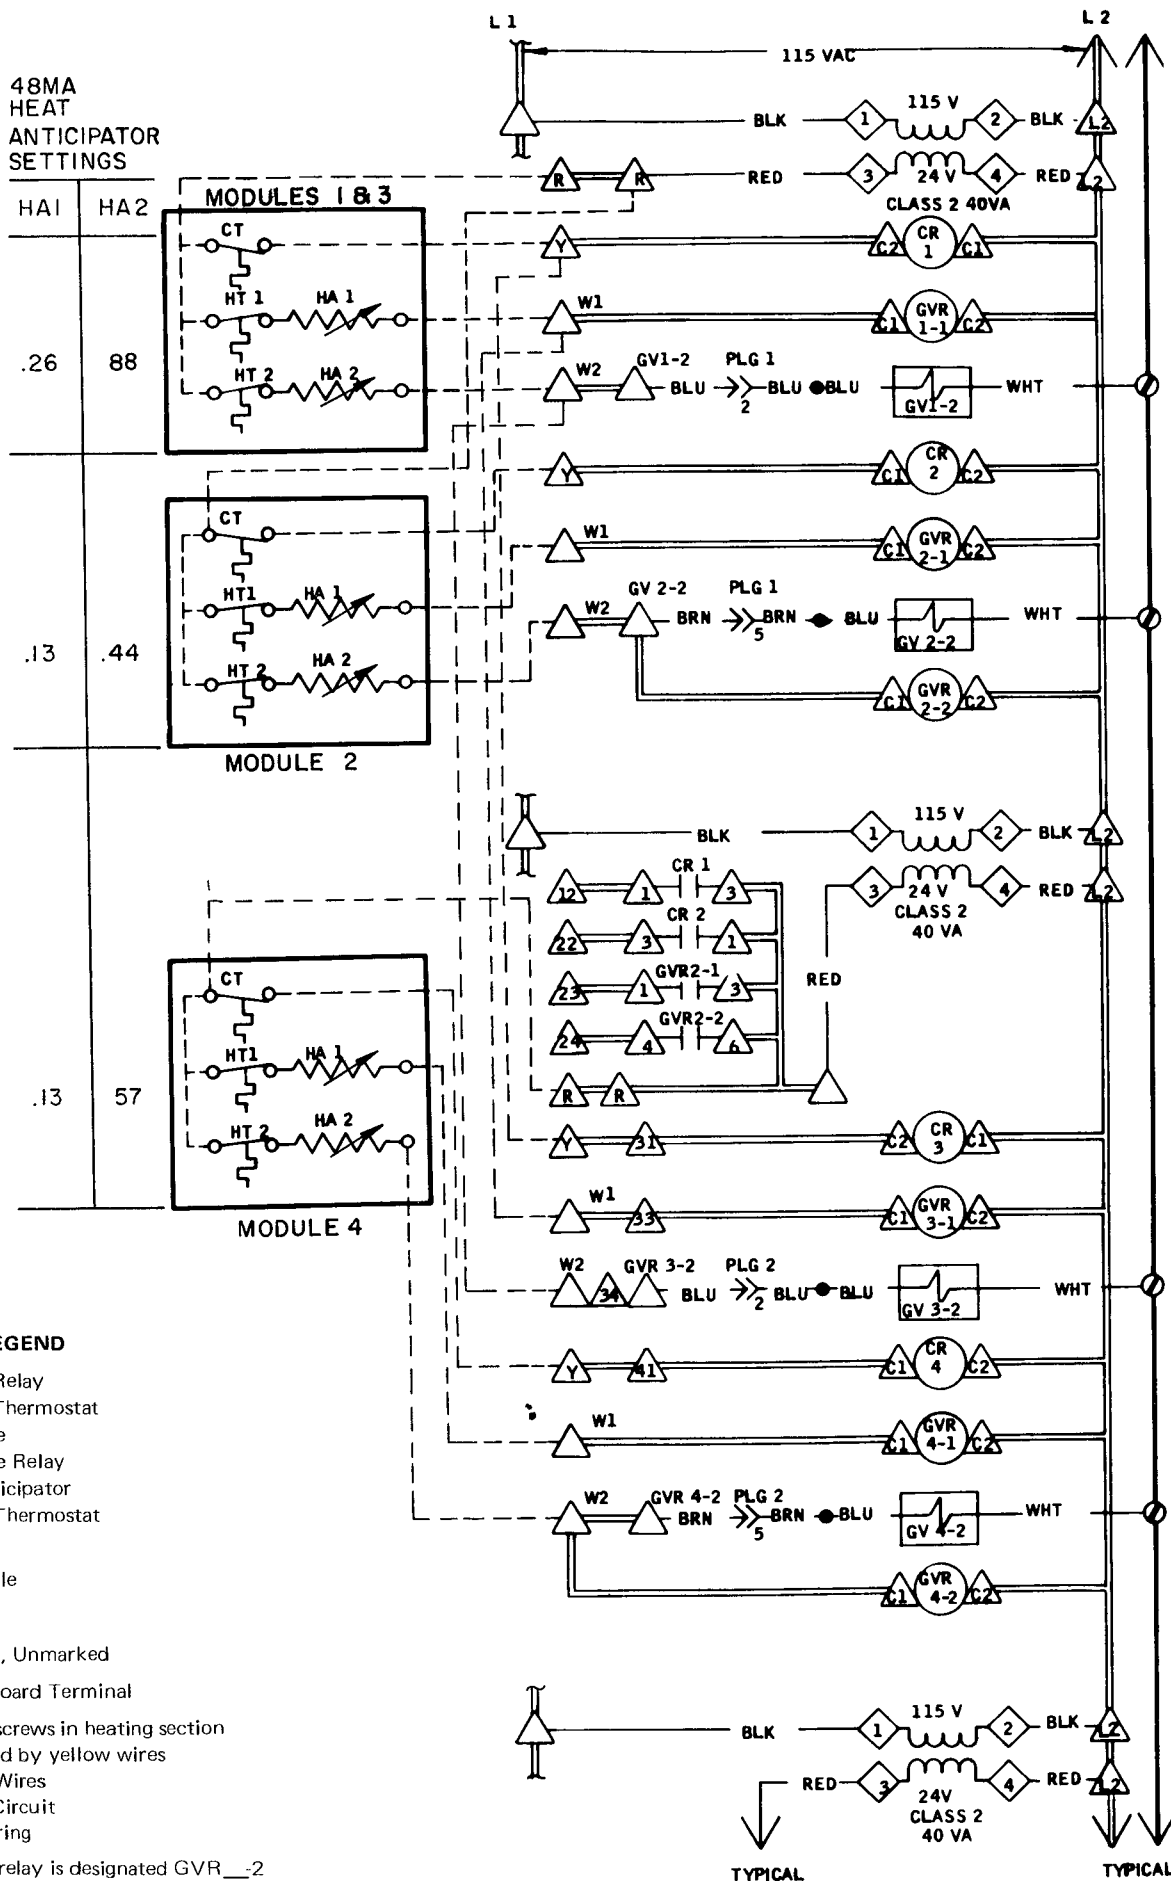 L 1
L 2
115 VAC
48MA
HEAT
ANTICIPATOR
SETTINGS
HA1 HA2
115 V
BLK 1 2 BLK L2
R R RED 3 4 RED L2
24 V
CLASS 2 40VA
MODULES 1 & 3
CT
Y C2 CR 1 C1
HT 1 HA 1
W1 C1 GVR 1-1 C2
.26 88
HT 2 HA 2
W2 GV1-2 BLU PLG 1 2 BLU BLU GV1-2 WHT
Y C1 CR 2 C2
CT
W1 C1 GVR 2-1 C2
HT1 HA 1
W2 GV 2-2 BRN PLG 1 5 BRN BLU GV 2-2 WHT
.13 .44
HT 2 HA 2
C1 GVR 2-2 C2
MODULE 2
115 V
BLK 1 2 BLK L2
3 4 RED L2
24 V
CLASS 2
40 VA
12 1 CR 1 3
22 3 CR 2 1
23 1 GVR2-1 3
24 4 GVR2-2 6
RED
R R
CT
HT1 HA 1
.13 57
HT 2 HA 2
MODULE 4
Y 31 C2 CR 3 C1
W1 33 C1 GVR 3-1 C2
W2 34 GVR 3-2 BLU PLG 2 2 BLU BLU GV 3-2 WHT
Y 41 C1 CR 4 C2
W1 C1 GVR 4-1 C2
W2 GVR 4-2 BRN PLG 2 5 BRN BLU GV 4-2 WHT
C1 GVR 4-2 C2
EGEND
Relay
Thermostat
e
e Relay
icipator
Thermostat
le
, Unmarked
oard Terminal
screws in heating section
d by yellow wires
Wires
Circuit
ring
relay is designated GVR__-2
115 V
BLK 1 2 BLK L2
RED 3 4 RED L2
24V
CLASS 2
40 VA
TYPICAL
TYPICAL